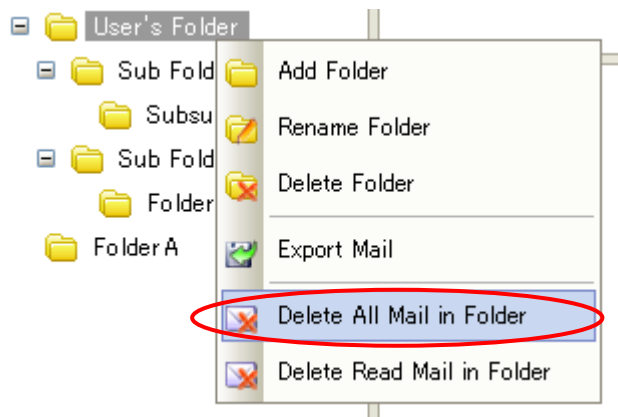 User's Folder
Sub Fold
Subsu
Sub Fold
Folder
Folder A
Add Folder
Rename Folder
Delete Folder
Export Mail
Delete All Mail in Folder
Delete Read Mail in Folder